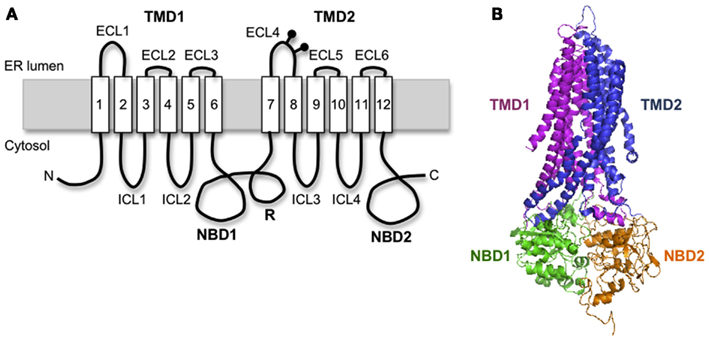 A
TMD1
TMD2
ECL1
ECL2
ECL3
ECL4
ECL5
ECL6
ER lumen
1 2 3 4 5 6 7 8 9 10 11 12
Cytosol
N
C
ICL1
ICL2
ICL3
ICL4
NBD1
R
NBD2
B
TMD1
TMD2
NBD1
NBD2